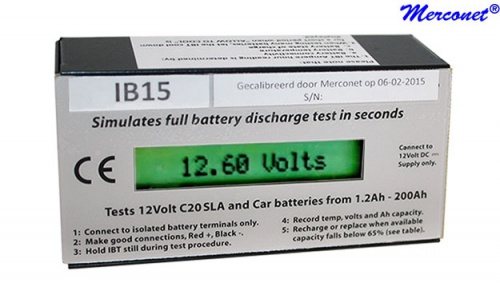 Merconet®
IB15
Gecalibreerd door Merconet op 06-02-2015
S/N:
Simulates full battery discharge test in seconds
CE
12.60 Volts
Connect to
12Volt DC
Supply only.
Tests 12Volt C20 SLA and Car batteries from 1.2Ah - 200Ah
1: Connect to isolated battery terminals only.
2: Make good connections, Red +, Black -.
3: Hold IBT still during test procedure.
4: Record temp, volts and Ah capacity.
5: Recharge or replace when available
capacity falls below 65% (see table).